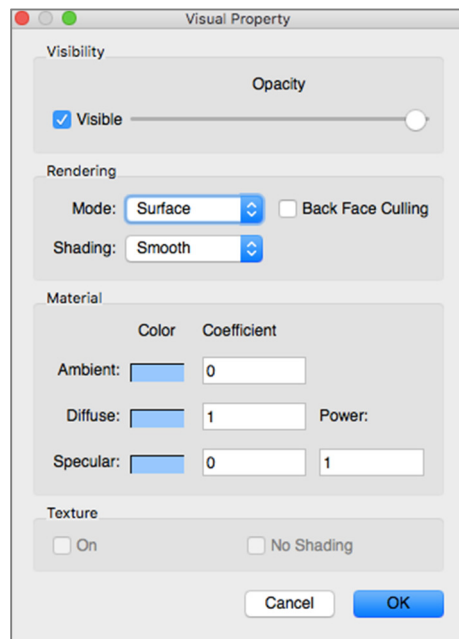 Visual Property
Visibility
Opacity
Visible
Rendering
Mode: Surface Back Face Culling
Shading: Smooth
Material
Color Coefficient
Ambient: 0
Diffuse: 1 Power:
Specular: 0 1
Texture
On No Shading
Cancel OK